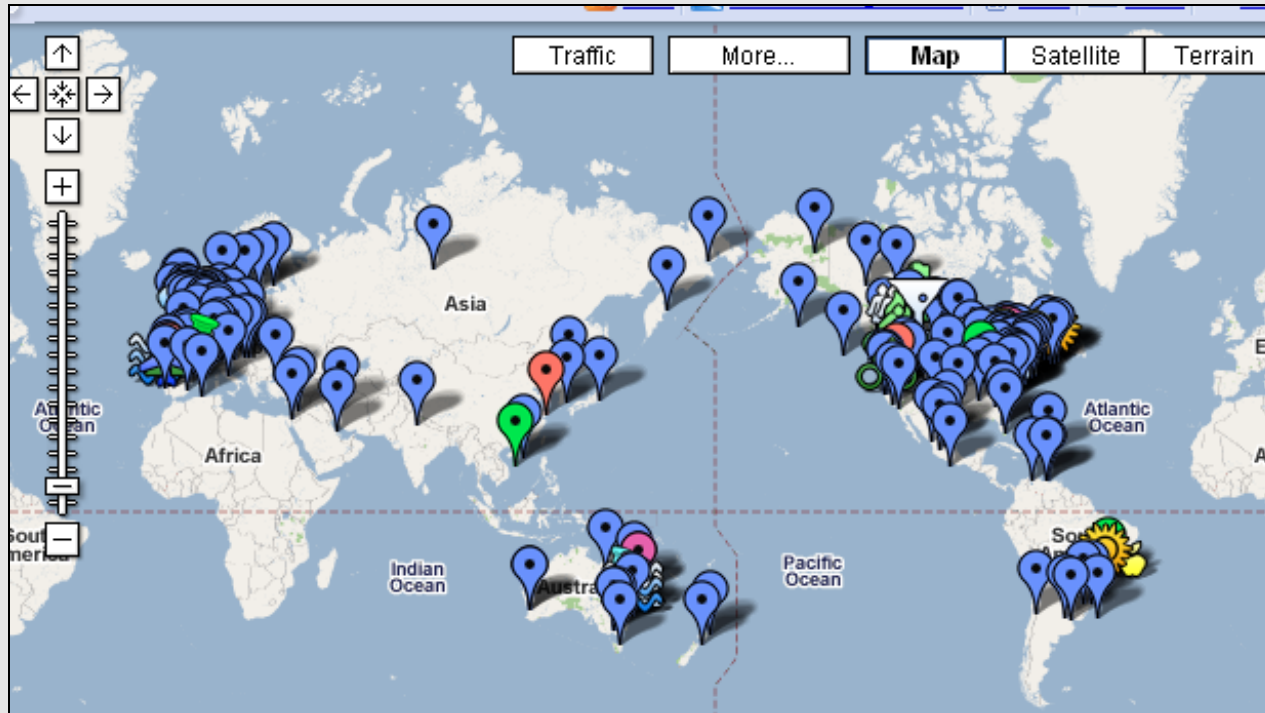 Traffic
More...
Map
Satellite
Terrain
Asia
Atlantic
Ocean
Africa
Atlantic
Ocean
Indian
Ocean
Pacific
Ocean